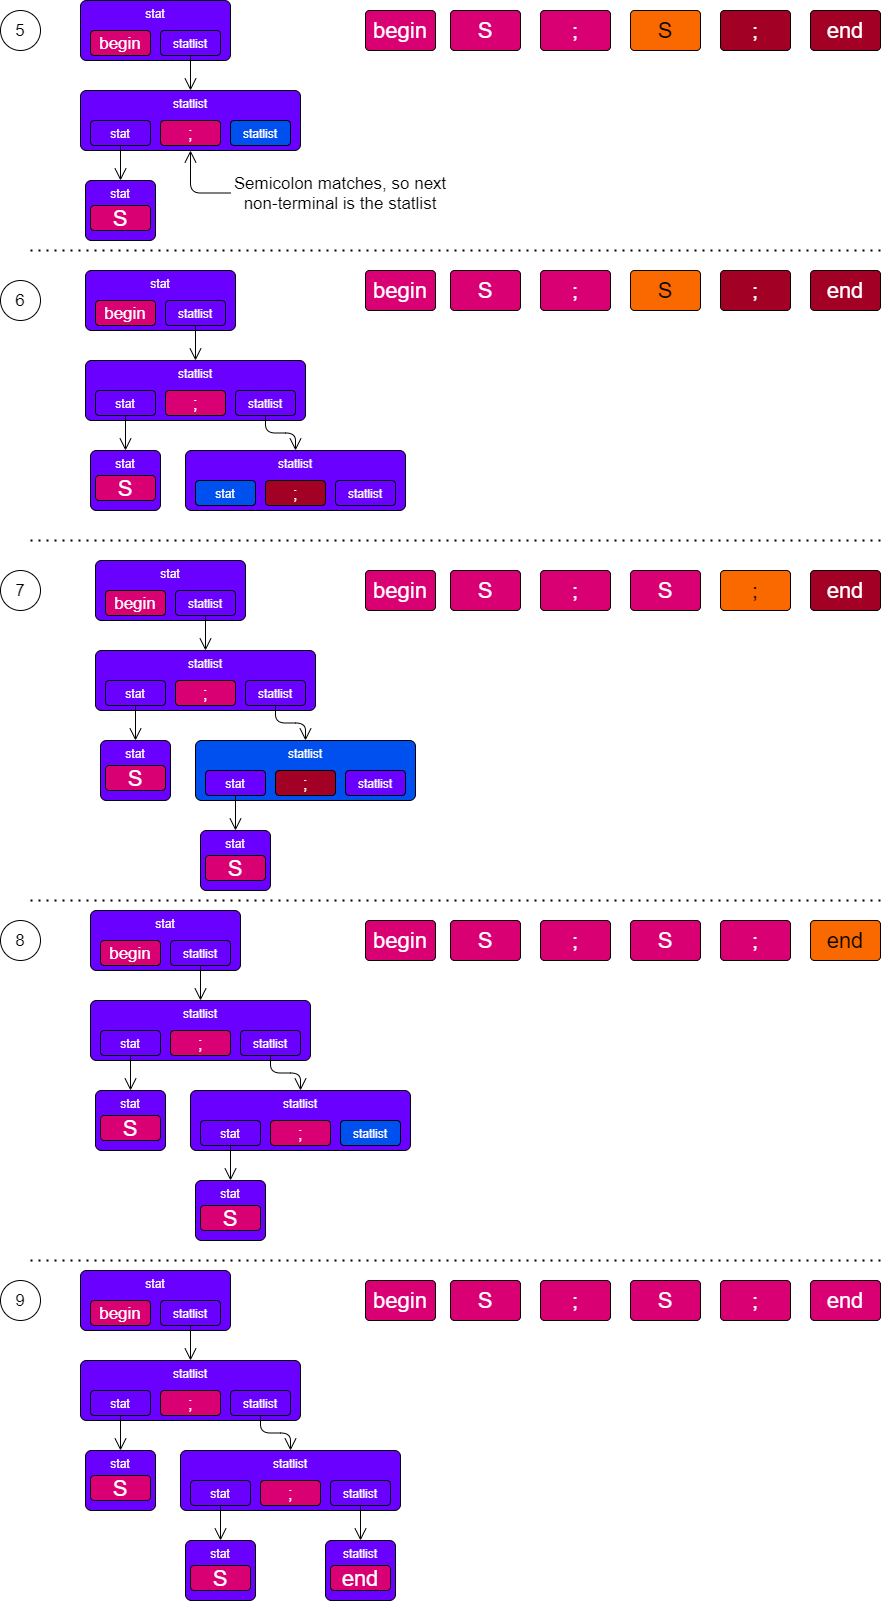 5
stat
begin statlist
begin S ; S ; end
statlist
stat ; statlist
Semicolon matches, so next
non-terminal is the statlist
stat
S
6
stat
begin statlist
begin S ; S ; end
statlist
stat ; statlist
stat
S
statlist
stat ; statlist
7
stat
begin statlist
begin S ; S ; end
statlist
stat ; statlist
stat
S
statlist
stat ; statlist
stat
S
8
stat
begin statlist
begin S ; S ; end
statlist
stat ; statlist
stat
S
statlist
stat ; statlist
stat
S
9
stat
begin statlist
begin S ; S ; end
statlist
stat ; statlist
stat
S
statlist
stat ; statlist
stat
S
statlist
end